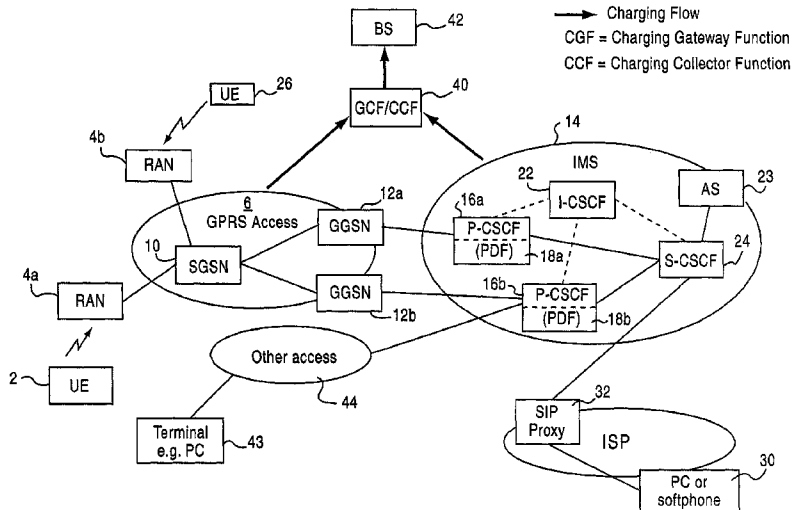 BS
42
Charging Flow
CGF = Charging Gateway Function
CCF = Charging Collector Function
UE
26
GCF/CCF
40
4b
RAN
14
IMS
6
GPRS Access
12a
GGSN
22
I-CSCF
AS
23
16a
P-CSCF
(PDF)
18a
10
SGSN
S-CSCF
24
4a
RAN
GGSN
12b
16b
P-CSCF
(PDF)
18b
2
UE
Other access
44
32
SIP
Proxy
ISP
Terminal
e.g. PC
43
30
PC or
softphone